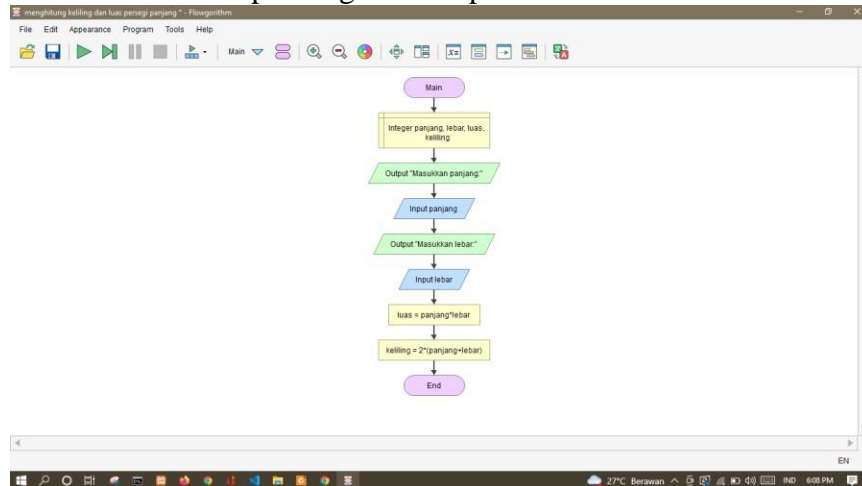 menghitung keliling dan luas persegi panjang * - Flowgorithm
File Edit Appearance Program Tools Help
Main
Main
Integer panjang, lebar, luas,
keliling
Output "Masukkan panjang:"
Input panjang
Output "Masukkan lebar:"
Input lebar
luas = panjang*lebar
keliling = 2*(panjang+lebar)
End
EN
27°C Berawan
IND
6:08 PM